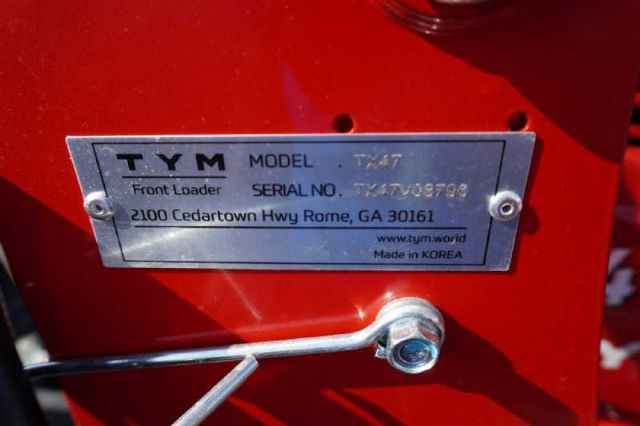 TYM MODEL . TX47
Front Loader SERIAL NO. TX47V08796
2100 Cedartown Hwy Rome, GA 30161
www.tym.world
Made in KOREA